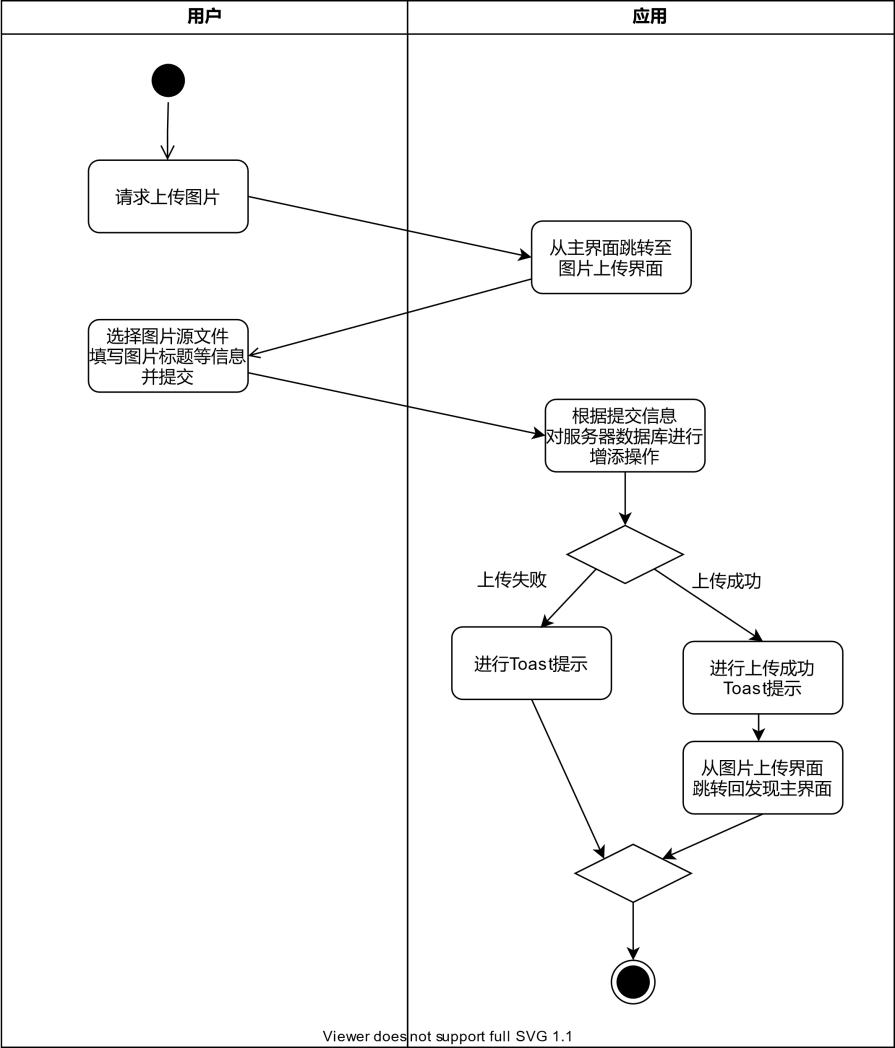 用户
应用
请求上传图片
从主界面跳转至
图片上传界面
选择图片源文件
填写图片标题等信息
并提交
根据提交信息
对服务器数据库进行
增添操作
上传失败
上传成功
进行Toast提示
进行上传成功
Toast提示
从图片上传界面
跳转回发现主界面
Viewer does not support full SVG 1.1